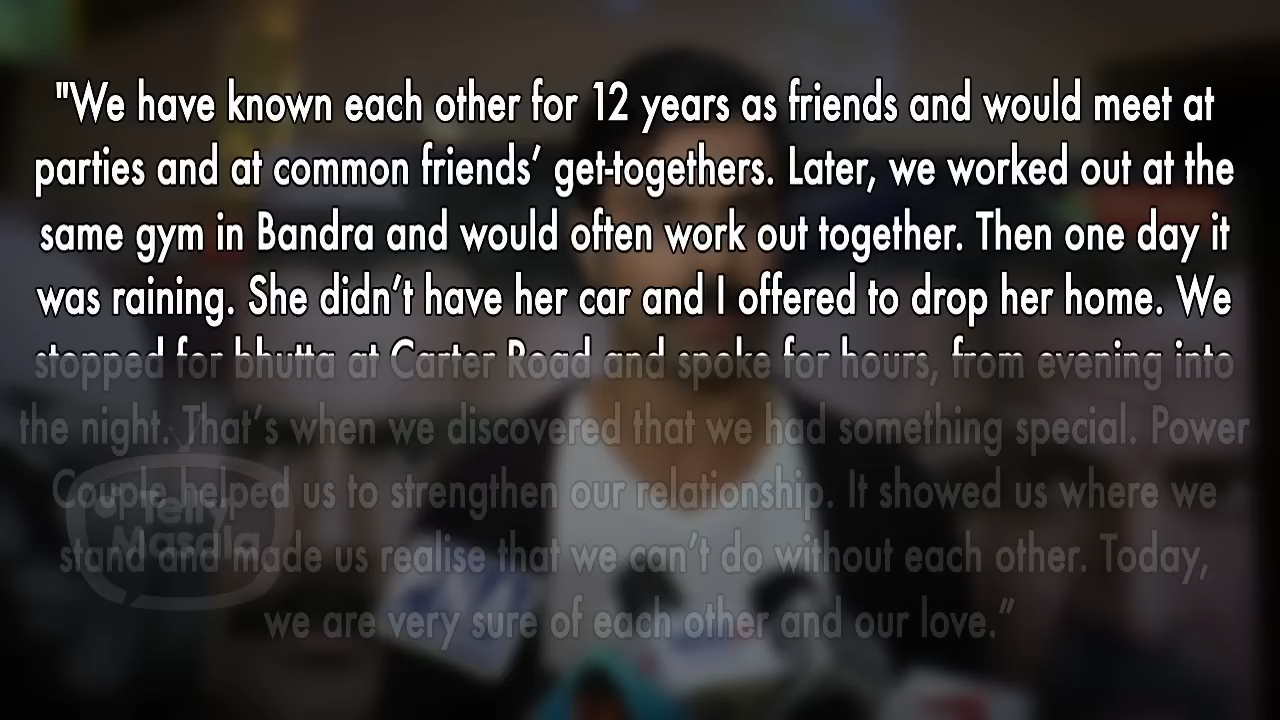 "We have known each other for 12 years as friends and would meet at
parties and at common friends’ get-togethers. Later, we worked out at the
same gym in Bandra and would often work out together. Then one day it
was raining. She didn’t have her car and I offered to drop her home. We
stopped for bhutta at Carter Road and spoke for hours, from evening into
the night. That’s when we discovered that we had something special. Power
Couple helped us to strengthen our relationship. It showed us where we
stand and made us realise that we can’t do without each other. Today,
we are very sure of each other and our love.”
Telly
Masala